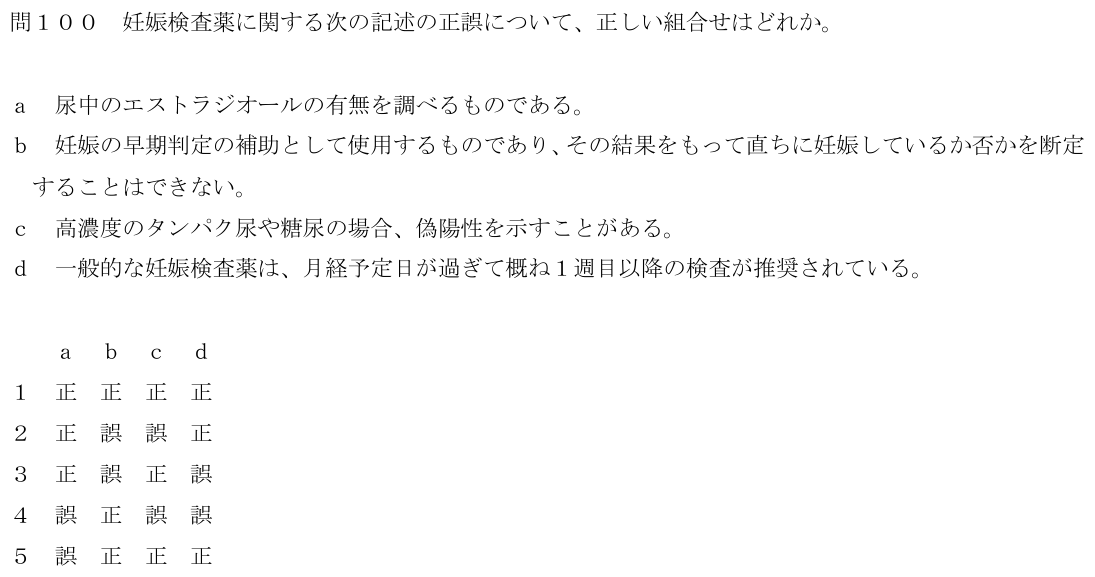 問１００　妊娠検査薬に関する次の記述の正誤について、正しい組合せはどれか。
ａ　尿中のエストラジオールの有無を調べるものである。
ｂ　妊娠の早期判定の補助として使用するものであり、その結果をもって直ちに妊娠しているか否かを断定
することはできない。
ｃ　高濃度のタンパク尿や糖尿の場合、偽陽性を示すことがある。
ｄ　一般的な妊娠検査薬は、月経予定日が過ぎて概ね１週目以降の検査が推奨されている。
ａ　ｂ　ｃ　ｄ
１　正　正　正　正
２　正　誤　誤　正
３　正　誤　正　誤
４　誤　正　誤　誤
５　誤　正　正　正